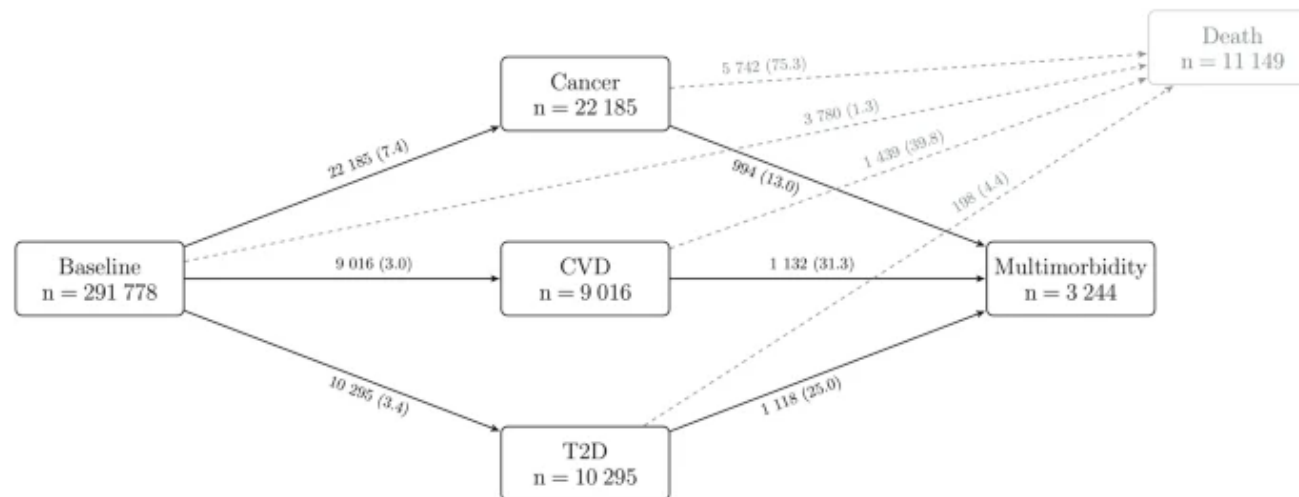 Death
n = 11 149
5 742 (75.3)
Cancer
n = 22 185
3 780 (1.3)
1 439 (39.8)
22 185 (7.4)
994 (13.0)
198 (4.4)
Baseline
n = 291 778
9 016 (3.0)
CVD
n = 9 016
1 132 (31.3)
Multimorbidity
n = 3 244
10 295 (3.4)
1 118 (25.0)
T2D
n = 10 295